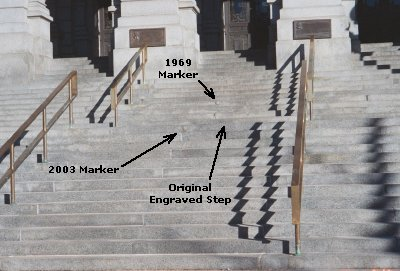 1969
Marker
2003 Marker
Original
Engraved Step